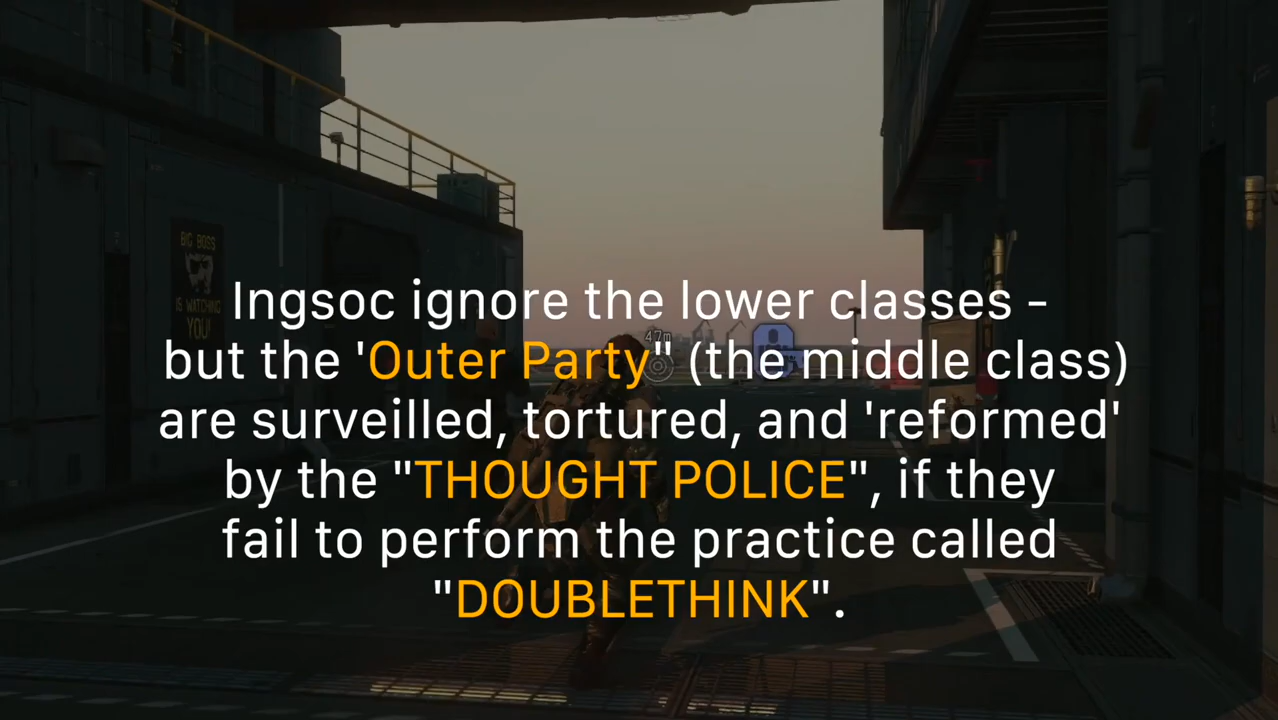 BIG BOSS
IS WATCHING
YOU!
47m
Ingsoc ignore the lower classes -
but the 'Outer Party" (the middle class)
are surveilled, tortured, and 'reformed'
by the "THOUGHT POLICE", if they
fail to perform the practice called
"DOUBLETHINK".